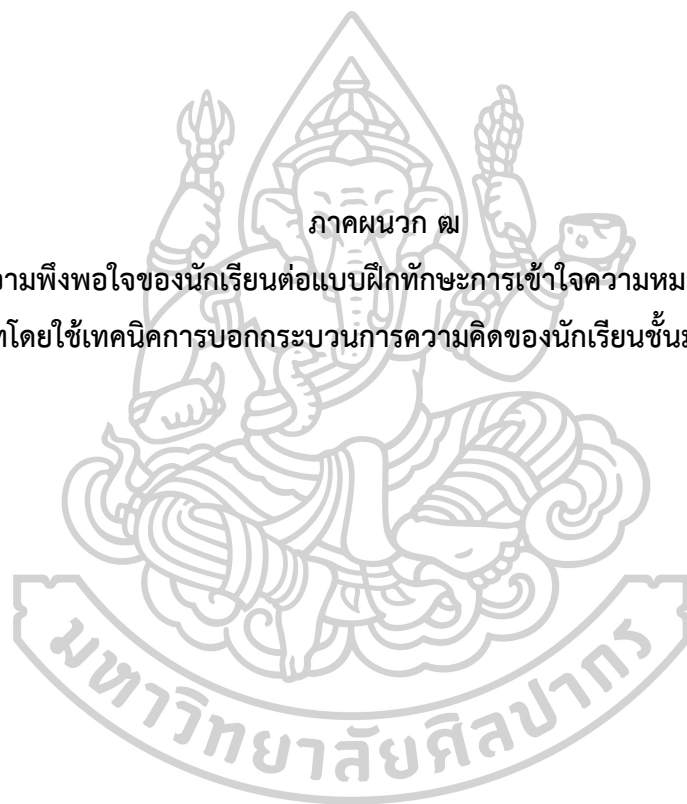 ภาคผนวก ฒ
ามพึงพอใจของนักเรียนต่อแบบฝึกทักษะการเข้าใจความหม
โดยใช้เทคนิคการบอกกระบวนการความคิดของนักเรียนชั้น
มหาวิทยาลัยศิลปากร